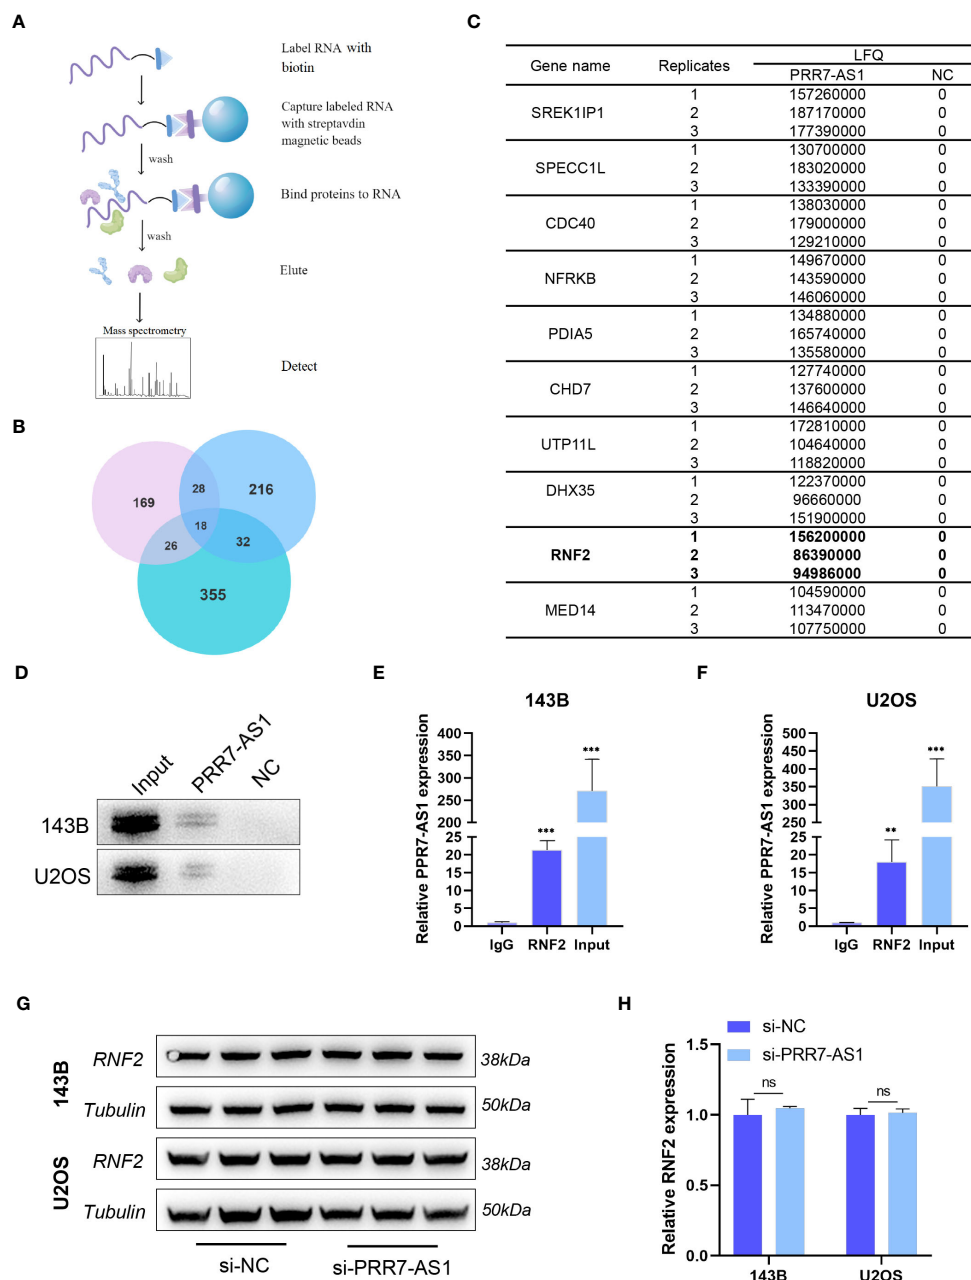 A
Label RNA with
biotin
Capture labeled RNA
with streptavdin
magnetic beads
wash
Bind proteins to RNA
wash
Elute
Mass spectrometry
Detect
B
169
28
216
18
26
32
355
C
Gene name Replicates LFQ
PRR7-AS1 NC
SREK1IP1
1 157260000 0
2 187170000 0
3 177390000 0
SPECC1L
1 130700000 0
2 183020000 0
3 133390000 0
CDC40
1 138030000 0
2 179000000 0
3 129210000 0
NFRKB
1 149670000 0
2 143590000 0
3 146060000 0
PDIA5
1 134880000 0
2 165740000 0
3 135580000 0
CHD7
1 127740000 0
2 137600000 0
3 146640000 0
UTP11L
1 172810000 0
2 104640000 0
3 118820000 0
DHX35
1 122370000 0
2 96660000 0
3 151900000 0
RNF2
1 156200000 0
2 86390000 0
3 94986000 0
MED14
1 104590000 0
2 113470000 0
3 107750000 0
D
Input PRR7-AS1 NC
143B
U2OS
E
143B
Relative PPR7-AS1 expression
400
350
300
250
200
25
20
15
10
5
0
***
***
IgG RNF2 Input
F
U2OS
Relative PPR7-AS1 expression
500
450
400
350
300
250
200
25
20
15
10
5
0
**
***
IgG RNF2 Input
G
143B
RNF2 38kDa
Tubulin 50kDa
U2OS
RNF2 38kDa
Tubulin 50kDa
si-NC si-PRR7-AS1
H
si-NC
si-PRR7-AS1
Relative RNF2 expression
1.5
1.0
0.5
0.0
ns
ns
143B U2OS